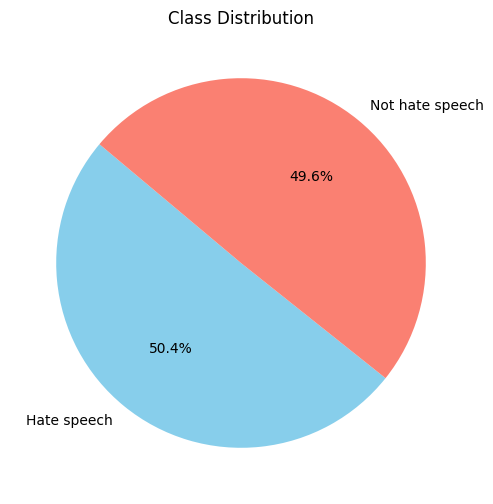 Class Distribution
Not hate speech
49.6%
50.4%
Hate speech